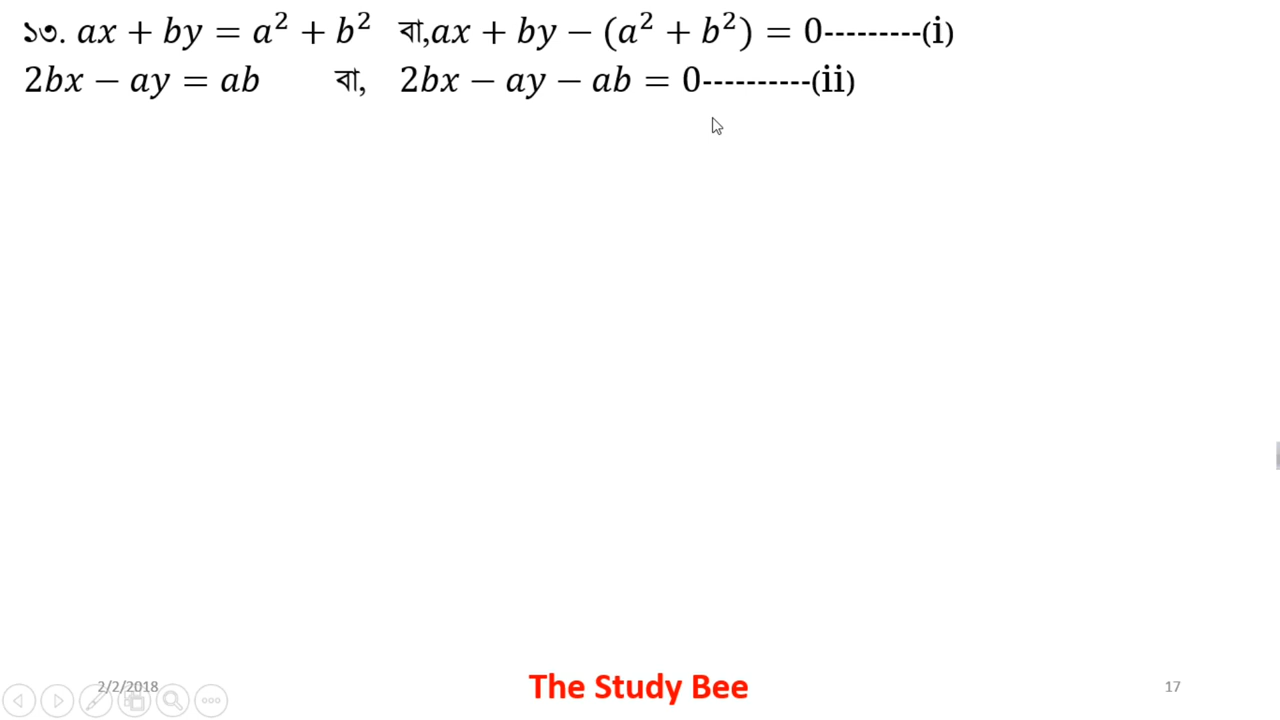 ১৩. ax + by = a² + b² বা,ax + by − (a² + b²) = 0---------(i)
2bx − ay = ab বা, 2bx − ay − ab = 0----------(ii)
2/2/2018
The Study Bee
17